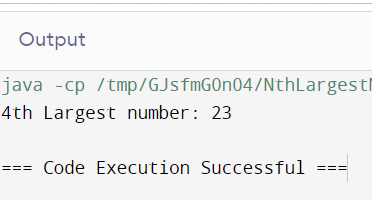 Output
java -cp /tmp/GJsfmG0nO4/NthLargest
4th Largest number: 23
=== Code Execution Successful ===